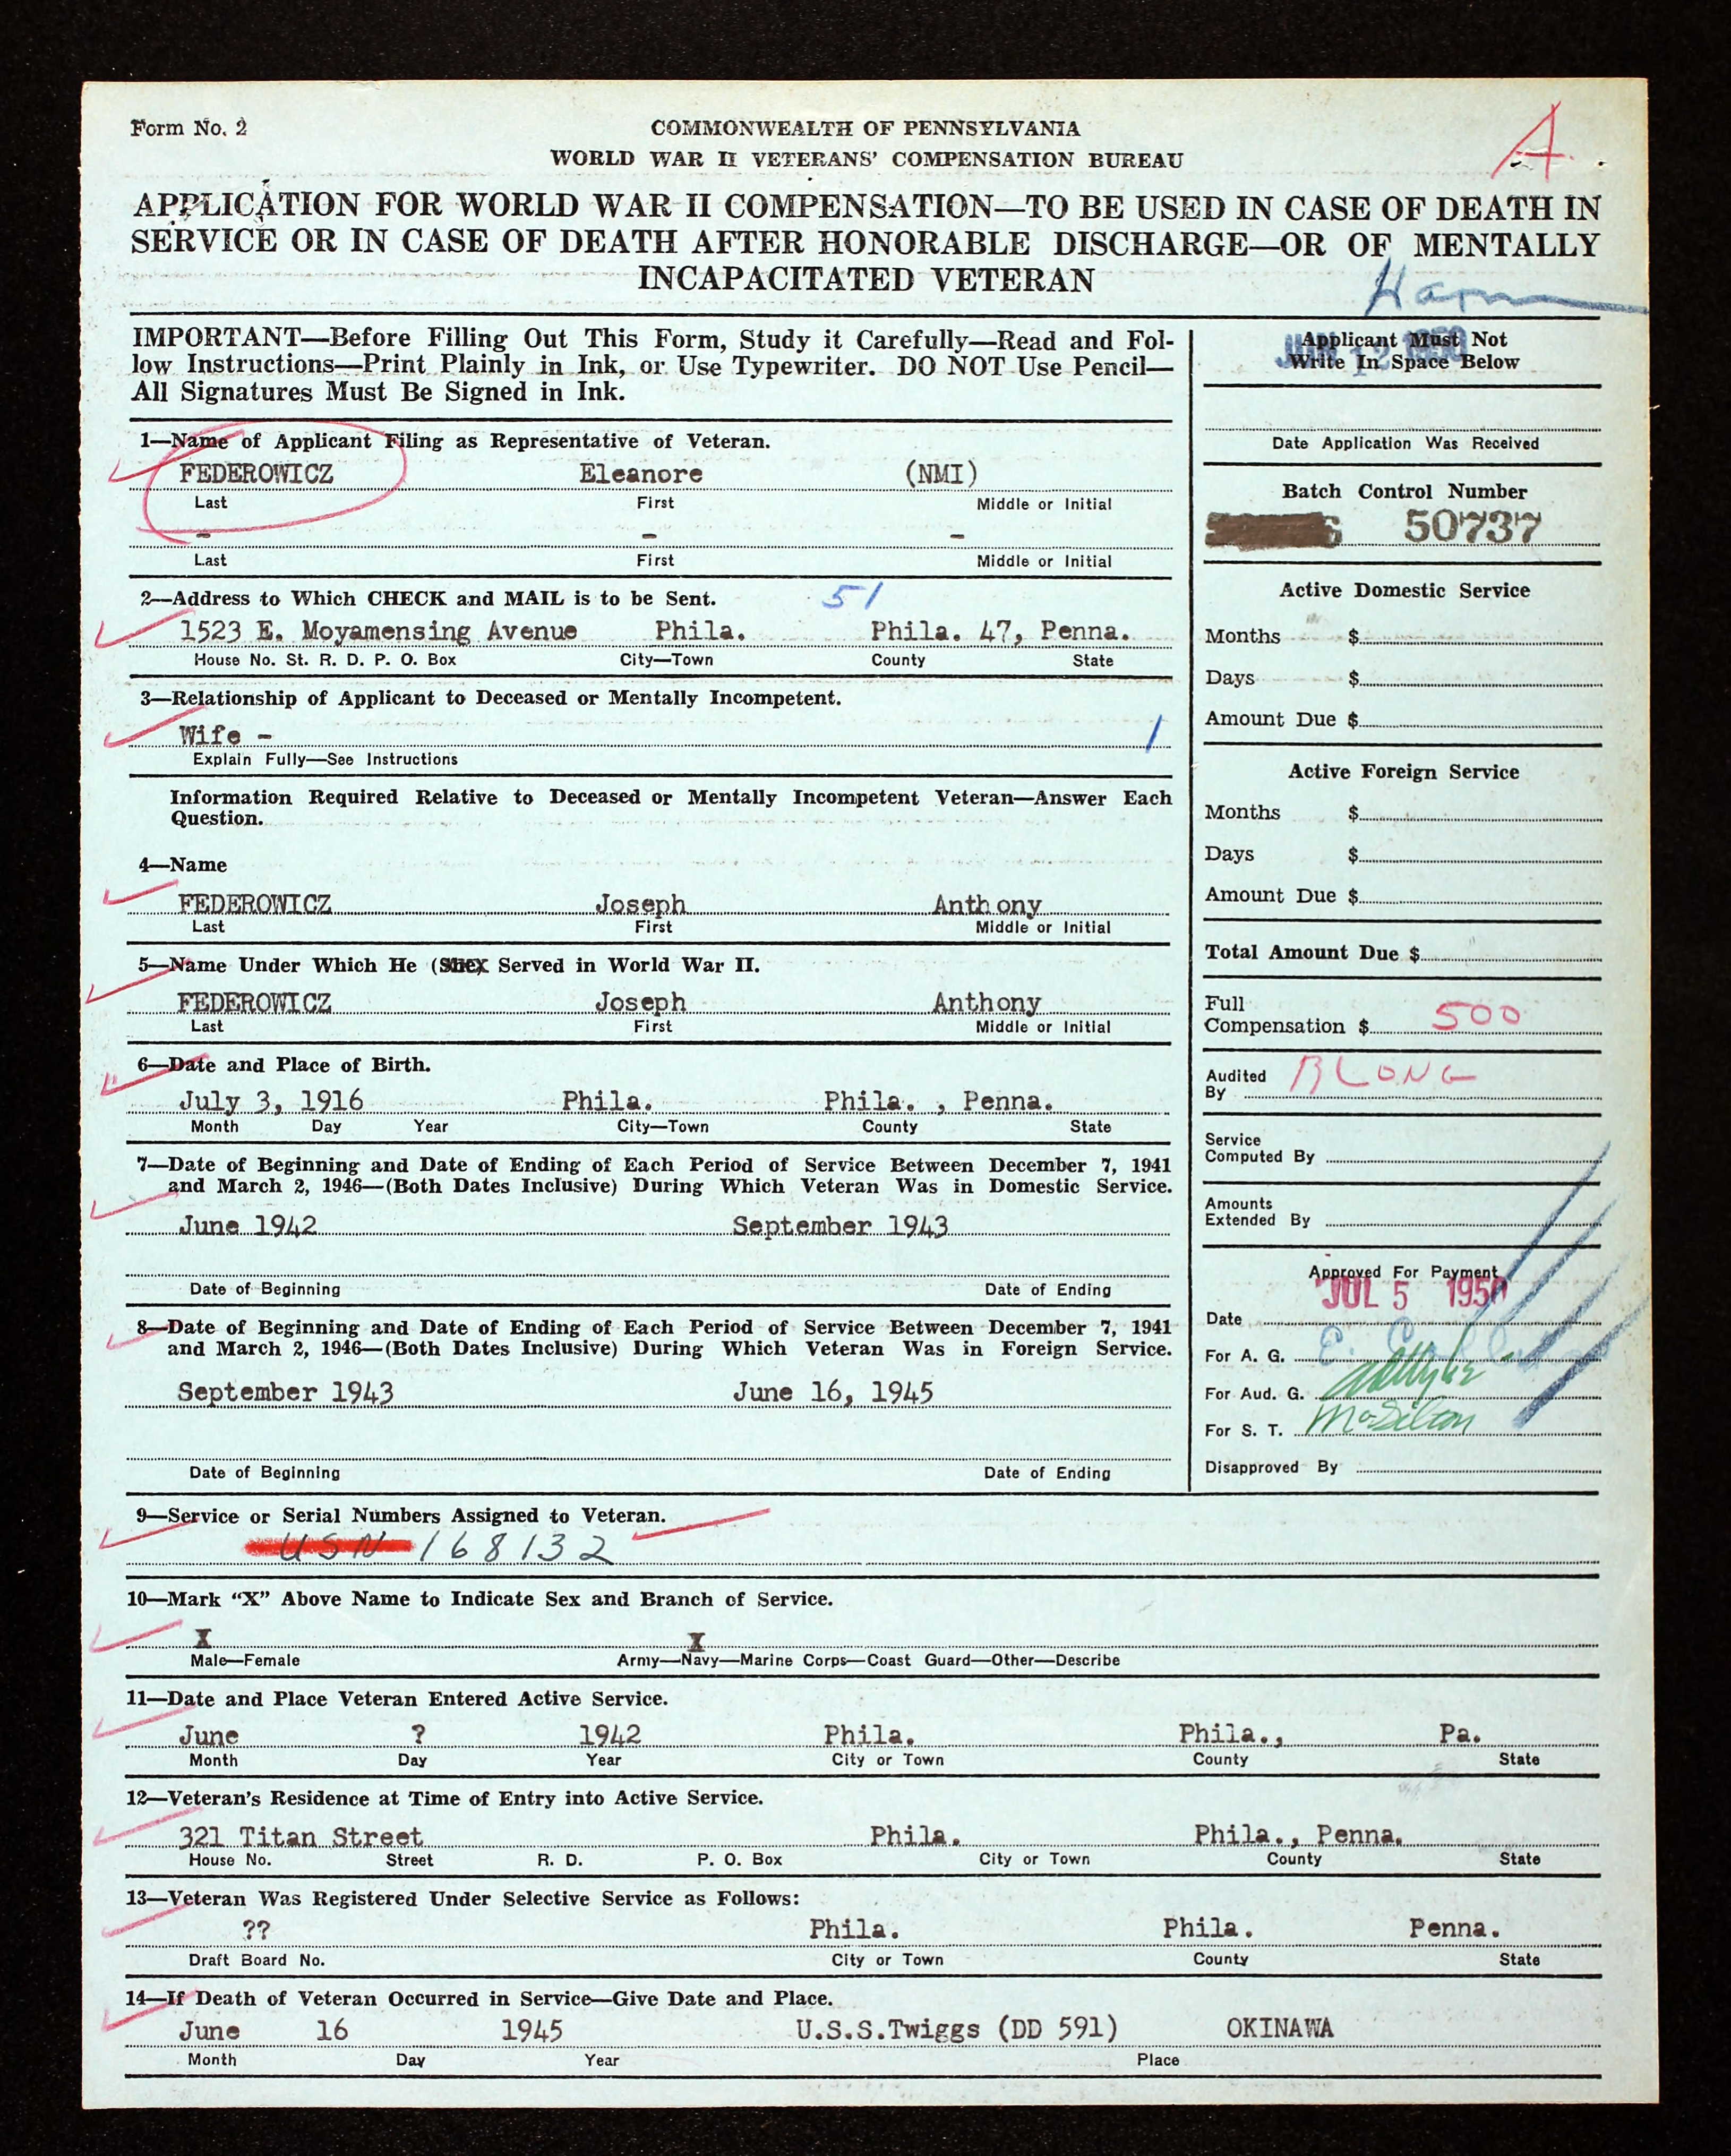 Form No. 2
COMMONWEALTH OF PENNSYLVANIA
WORLD WAR II VETERANS' COMPENSATION BUREAU
A
APPLICATION FOR WORLD WAR II COMPENSATION—TO BE USED IN CASE OF DEATH IN
SERVICE OR IN CASE OF DEATH AFTER HONORABLE DISCHARGE—OR OF MENTALLY
INCAPACITATED VETERAN
IMPORTANT—Before Filling Out This Form, Study it Carefully—Read and Fol-
low Instructions—Print Plainly in Ink, or Use Typewriter. DO NOT Use Pencil—
All Signatures Must Be Signed in Ink.
1—Name of Applicant Filing as Representative of Veteran.
FEDEROWICZ Eleanore (NMI)
Last First Middle or Initial
- - -
Last First Middle or Initial
2—Address to Which CHECK and MAIL is to be Sent. 51
1523 E. Moyamensing Avenue Phila. Phila. 47, Penna.
House No. St. R. D. P. O. Box City—Town County State
3—Relationship of Applicant to Deceased or Mentally Incompetent.
Wife - 1
Explain Fully—See Instructions
Information Required Relative to Deceased or Mentally Incompetent Veteran—Answer Each
Question.
4—Name
FEDEROWICZ Joseph Anth ony
Last First Middle or Initial
5—Name Under Which He (She) Served in World War II.
FEDEROWICZ Joseph Anthony
Last First Middle or Initial
6—Date and Place of Birth.
July 3, 1916 Phila. Phila. , Penna.
Month Day Year City—Town County State
7—Date of Beginning and Date of Ending of Each Period of Service Between December 7, 1941
and March 2, 1946—(Both Dates Inclusive) During Which Veteran Was in Domestic Service.
June 1942 September 1943
Date of Beginning Date of Ending
8—Date of Beginning and Date of Ending of Each Period of Service Between December 7, 1941
and March 2, 1946—(Both Dates Inclusive) During Which Veteran Was in Foreign Service.
September 1943 June 16, 1945
Date of Beginning Date of Ending
Applicant Must Not
Write In Space Below
JUN 12 1950
Date Application Was Received
Batch Control Number
50737
Active Domestic Service
Months $
Days $
Amount Due $
Active Foreign Service
Months $
Days $
Amount Due $
Total Amount Due $
Full
Compensation $ 500
Audited
By B LONG
Service
Computed By
Amounts
Extended By
Approved For Payment
JUL 5 1950
Date
For A. G.
For Aud. G.
For S. T.
Disapproved By
9—Service or Serial Numbers Assigned to Veteran.
USN 168132
10—Mark "X" Above Name to Indicate Sex and Branch of Service.
X X
Male—Female Army—Navy—Marine Corps—Coast Guard—Other—Describe
11—Date and Place Veteran Entered Active Service.
June ? 1942 Phila. Phila., Pa.
Month Day Year City or Town County State
12—Veteran's Residence at Time of Entry into Active Service.
321 Titan Street Phila. Phila., Penna.
House No. Street R. D. P. O. Box City or Town County State
13—Veteran Was Registered Under Selective Service as Follows:
?? Phila. Phila. Penna.
Draft Board No. City or Town County State
14—If Death of Veteran Occurred in Service—Give Date and Place.
June 16 1945 U.S.S.Twiggs (DD 591) OKINAWA
Month Day Year Place